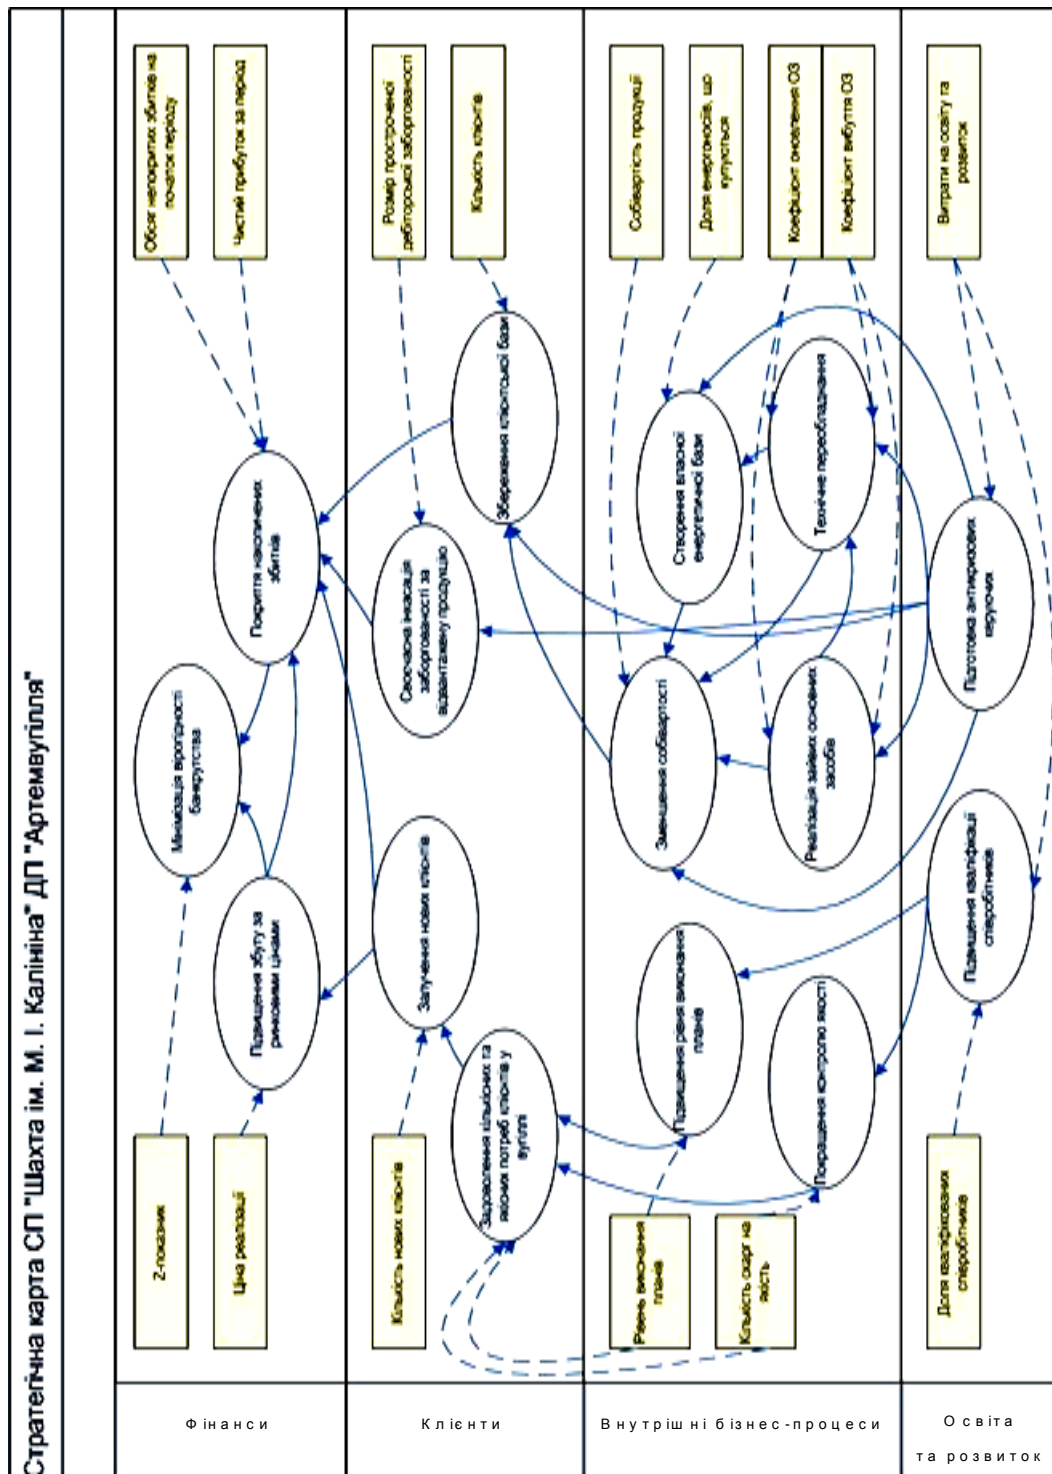 Стратегічна карта СП "Шахта ім. М. І. Калініна" ДП "Артемвугілля"
Фінанси
Z-показник
Ціна реалізації
Мінімізація вірогідності
банкрутства
Підвищення збуту за
ринковими цінами
Покриття накопичених
збитків
Обсяг непокритих збитків на
початок періоду
Чистий прибуток за період
Клієнти
Кількість нових клієнтів
Задоволення кількісних та
якісних потреб клієнтів у
вугіллі
Залучення нових клієнтів
Своєчасна інкасація
заборгованості за
відвантажену продукцію
Збереження клієнтської бази
Розмір простроченої
дебіторської заборгованості
Кількість клієнтів
Внутрішні бізнес-процеси
Рівень виконання
планів
Кількість скарг на
якість
Підвищення рівня виконання
планів
Покращення контролю якості
Зменшення собівартості
Реалізація зайвих основних
засобів
Створення власної
енергетичної бази
Технічне переобладнання
Собівартість продукції
Доля енергоносіїв, що
купуються
Коефіцієнт оновлення ОЗ
Коефіцієнт вибуття ОЗ
Освіта
та розвиток
Доля кваліфікованих
співробітників
Підвищення кваліфікації
співробітників
Підготовка антикризових
керуючих
Витрати на освіту та
розвиток